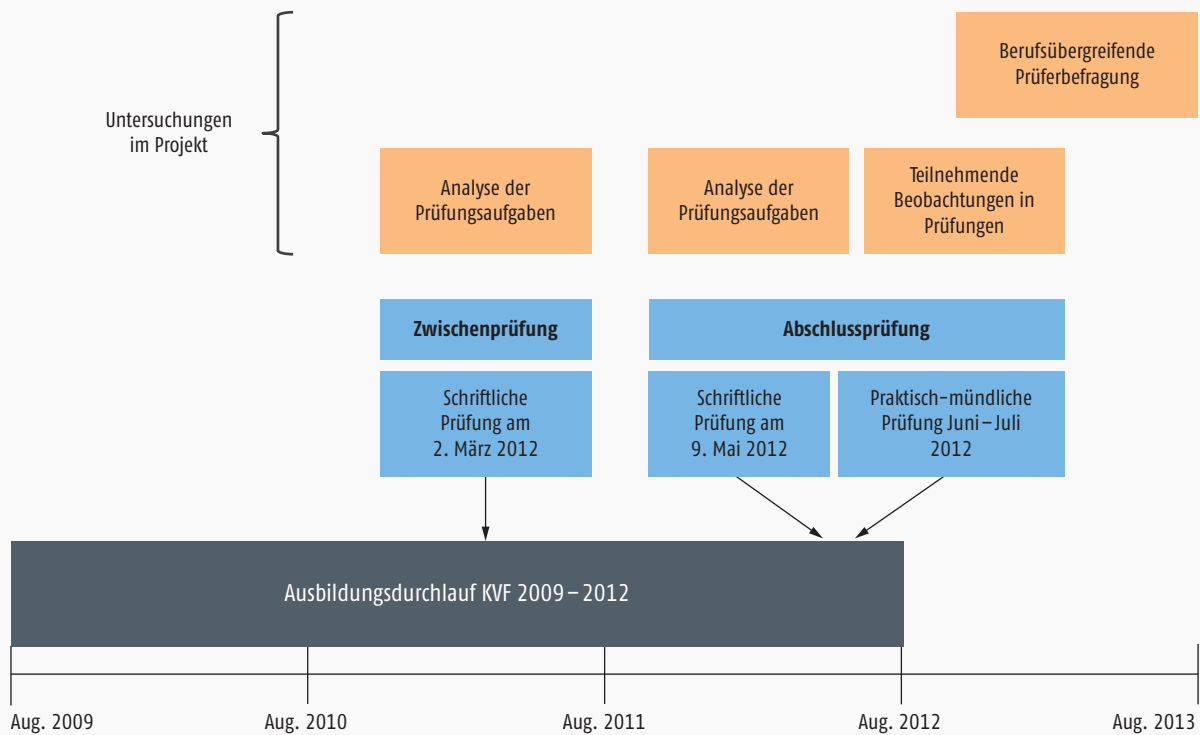 Berufsübergreifende
Prüferbefragung
Untersuchungen
im Projekt
Analyse der
Prüfungsaufgaben
Analyse der
Prüfungsaufgaben
Teilnehmende
Beobachtungen in
Prüfungen
Zwischenprüfung
Abschlussprüfung
Schriftliche
Prüfung am
2. März 2012
Schriftliche
Prüfung am
9. Mai 2012
Praktisch-mündliche
Prüfung Juni – Juli
2012
Ausbildungsdurchlauf KVF 2009 – 2012
Aug. 2009
Aug. 2010
Aug. 2011
Aug. 2012
Aug. 2013